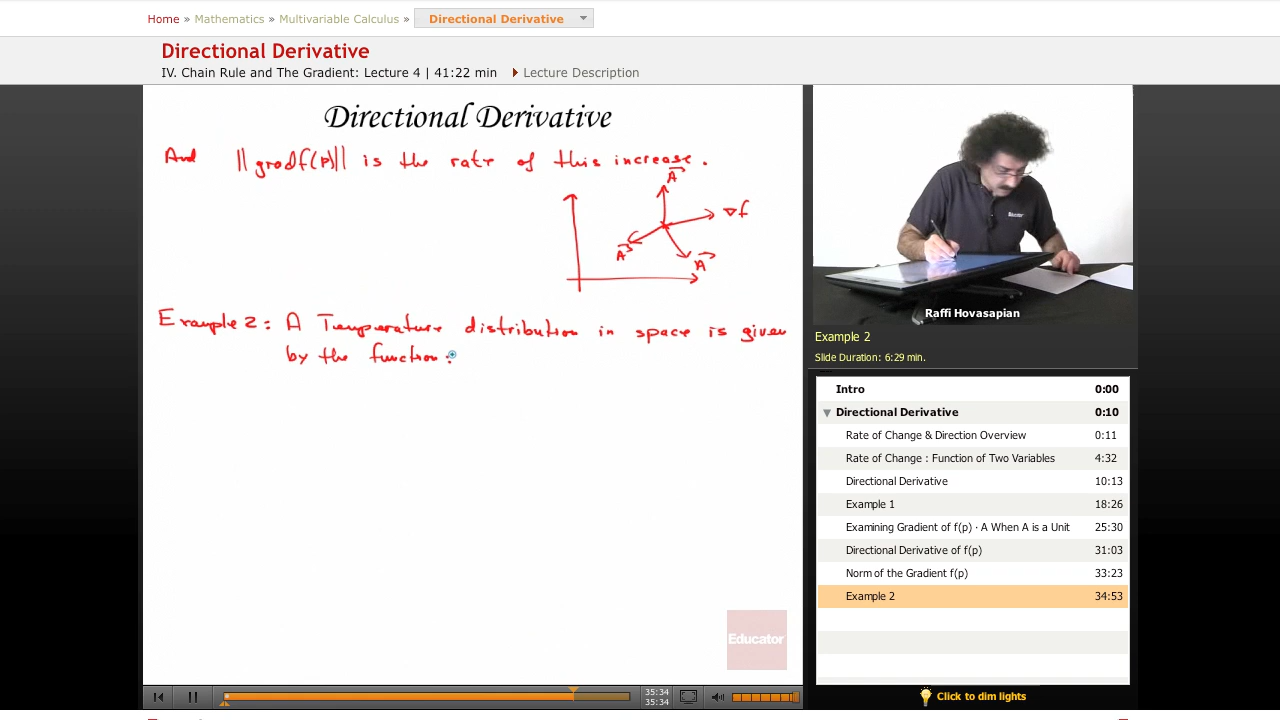 Home » Mathematics » Multivariable Calculus » Directional Derivative
Directional Derivative
IV. Chain Rule and The Gradient: Lecture 4 | 41:22 min Lecture Description
Directional Derivative
And ||gradf(p)|| is the rate of this increase.
A
∇f
A
A
Example 2: A Temperature distribution in space is given
by the function:
Educator
Educator
Raffi Hovasapian
Example 2
Slide Duration: 6:29 min.
Intro 0:00
Directional Derivative 0:10
Rate of Change & Direction Overview 0:11
Rate of Change : Function of Two Variables 4:32
Directional Derivative 10:13
Example 1 18:26
Examining Gradient of f(p) · A When A is a Unit 25:30
Directional Derivative of f(p) 31:03
Norm of the Gradient f(p) 33:23
Example 2 34:53
35:34
35:34
Click to dim lights